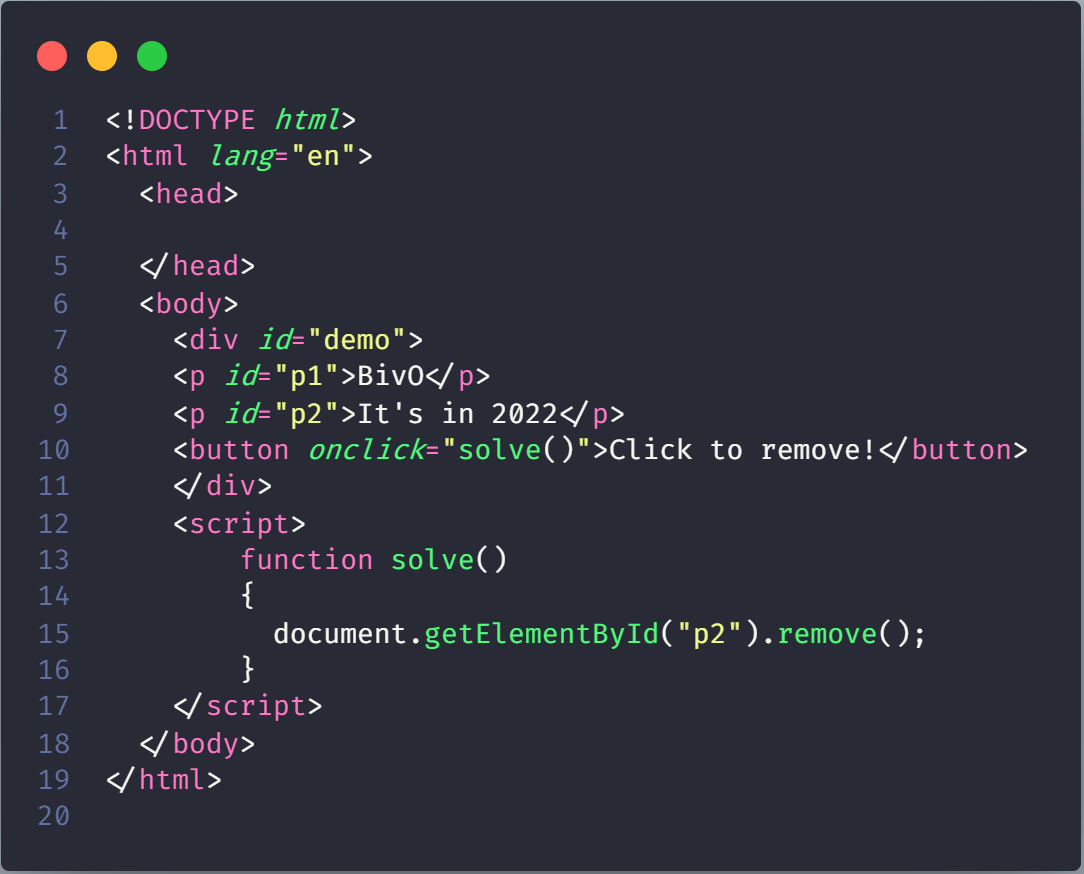 1 <!DOCTYPE html>
2 <html lang="en">
3   <head>
4
5   </head>
6   <body>
7     <div id="demo">
8     <p id="p1">BivO</p>
9     <p id="p2">It's in 2022</p>
10     <button onclick="solve()">Click to remove!</button>
11     </div>
12     <script>
13         function solve()
14         {
15           document.getElementById("p2").remove();
16         }
17     </script>
18   </body>
19 </html>
20